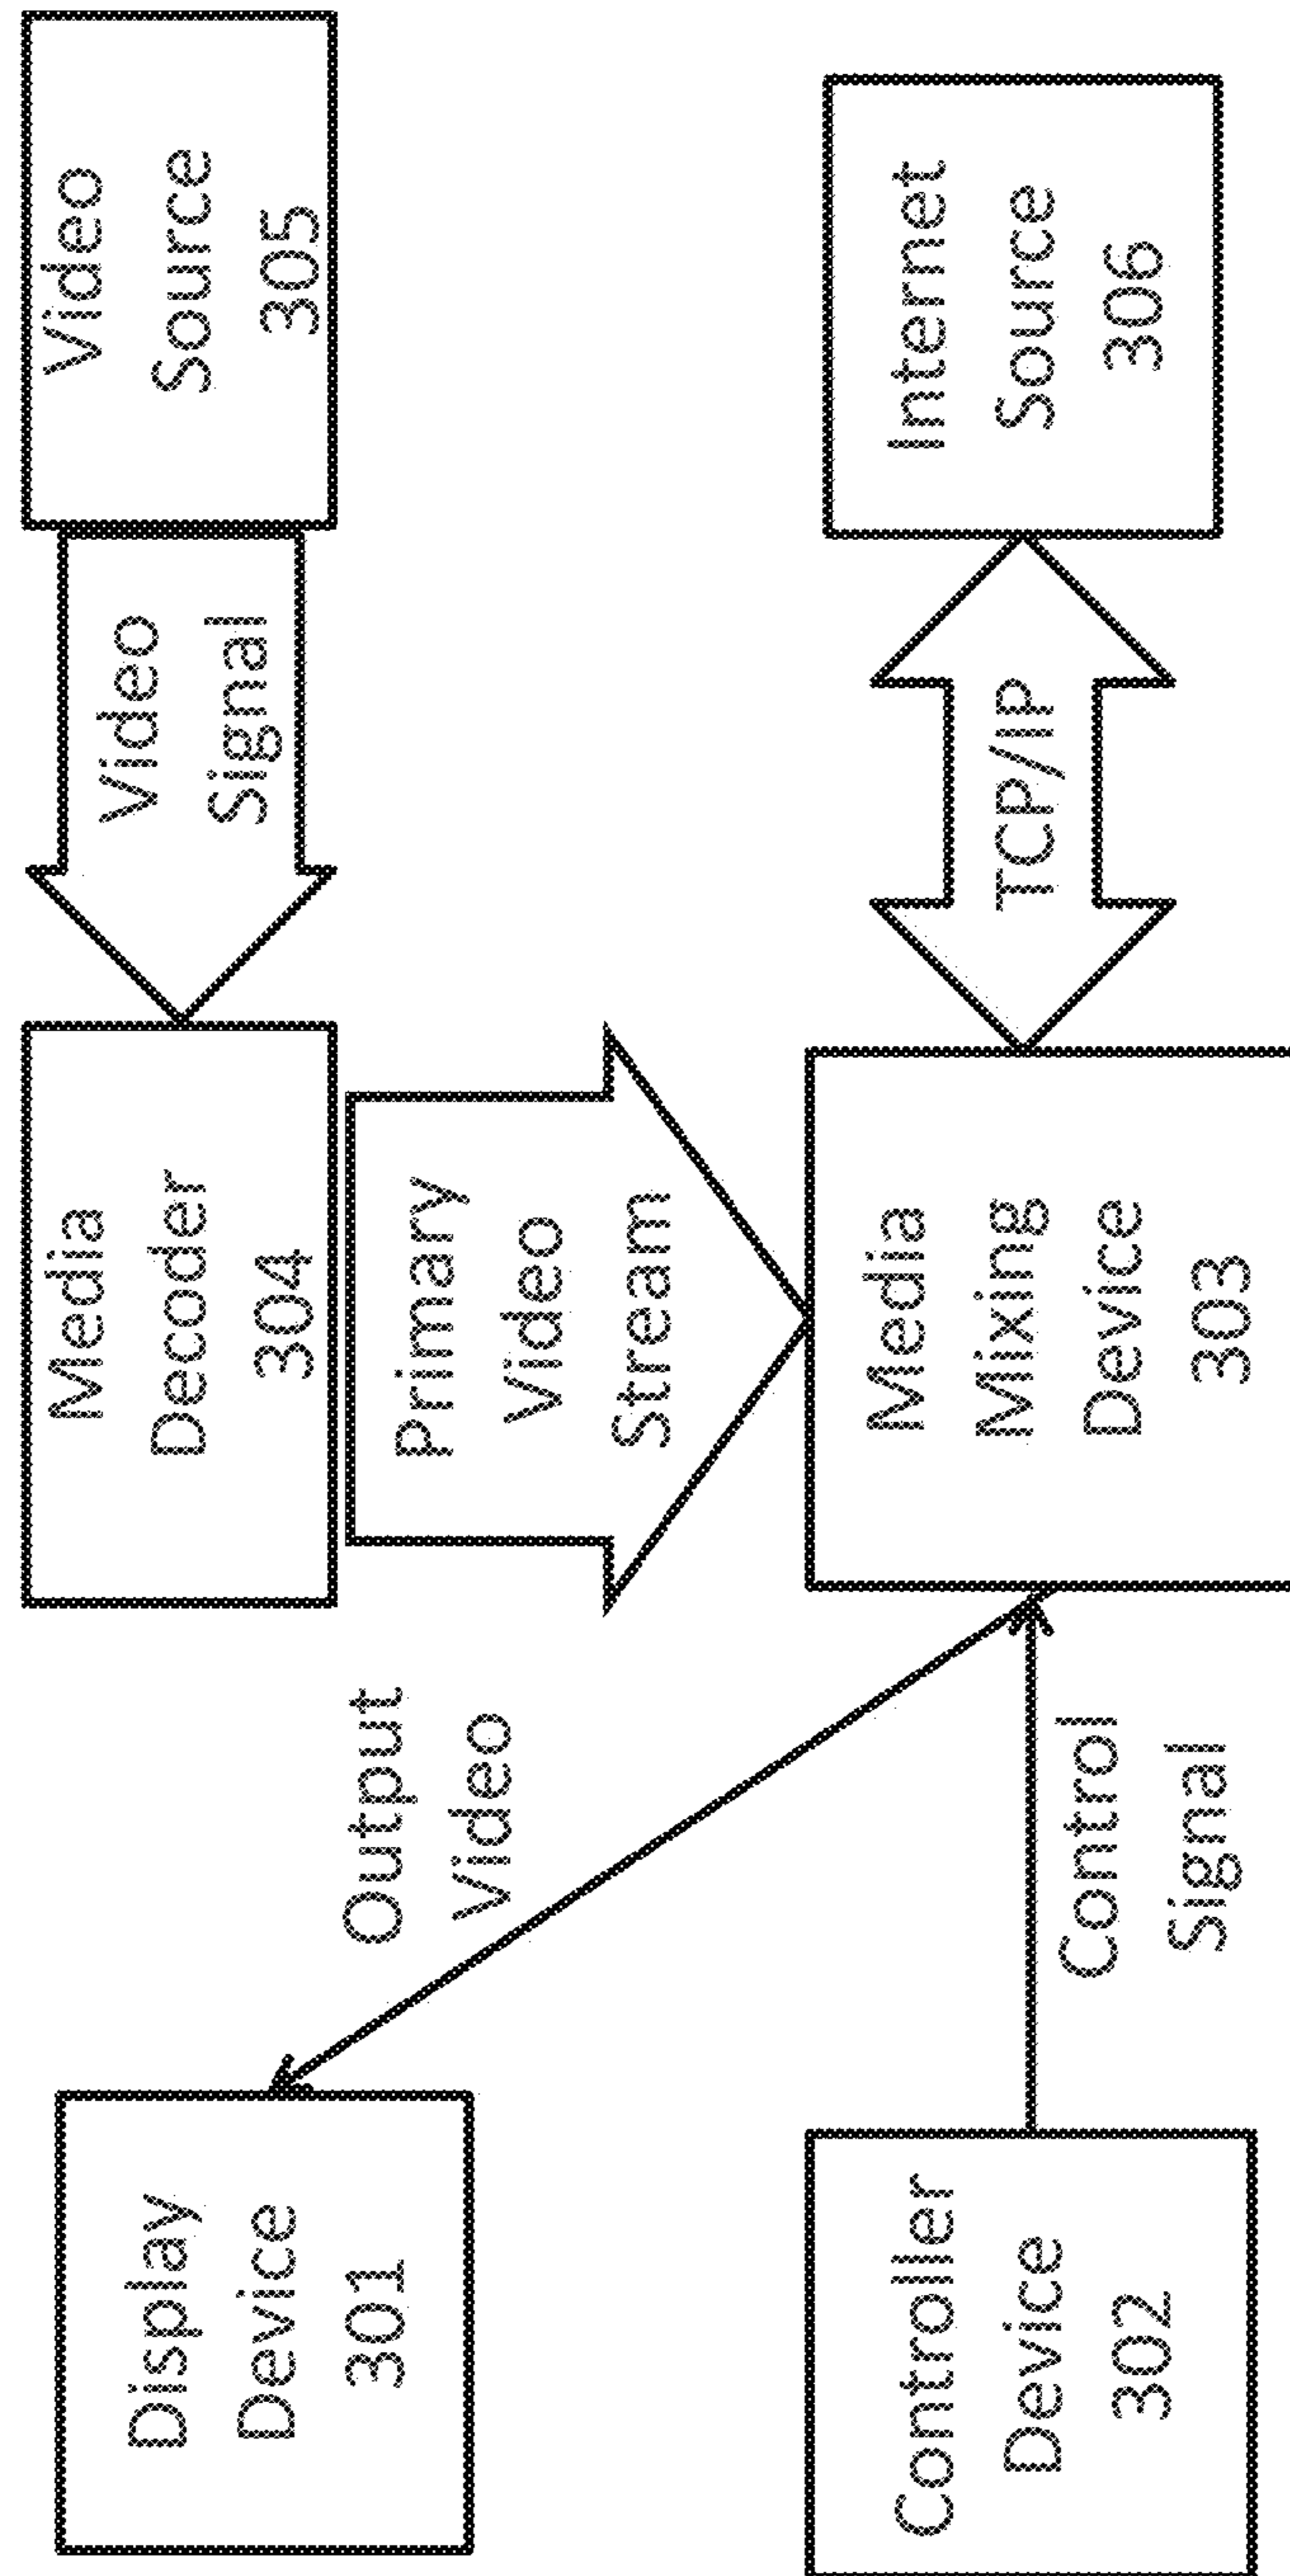 Display
Device
301
Output
Video
Media
Decoder
304
Video
Signal
Video
Source
305
Primary
Video
Stream
Controller
Device
302
Control
Signal
Media
Mixing
Device
303
TCP/IP
Internet
Source
306